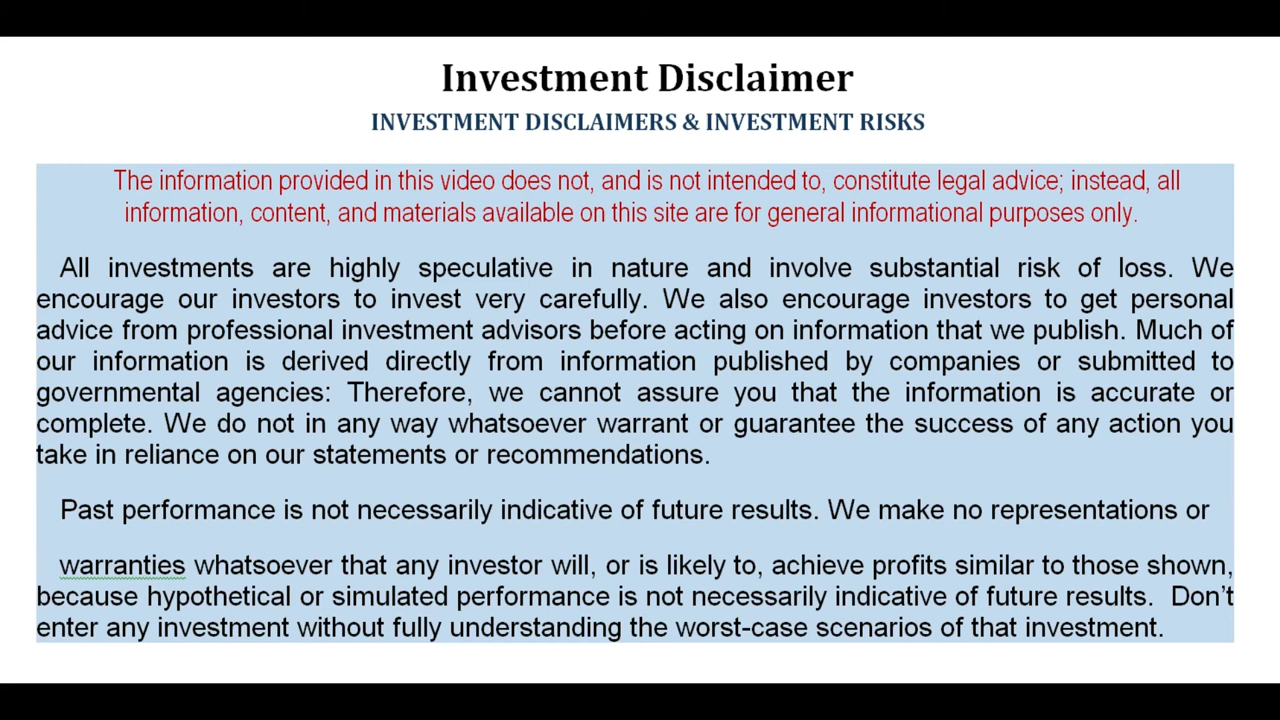 Investment Disclaimer
INVESTMENT DISCLAIMERS & INVESTMENT RISKS
The information provided in this video does not, and is not intended to, constitute legal advice; instead, all
information, content, and materials available on this site are for general informational purposes only.
All investments are highly speculative in nature and involve substantial risk of loss. We
encourage our investors to invest very carefully. We also encourage investors to get personal
advice from professional investment advisors before acting on information that we publish. Much of
our information is derived directly from information published by companies or submitted to
governmental agencies: Therefore, we cannot assure you that the information is accurate or
complete. We do not in any way whatsoever warrant or guarantee the success of any action you
take in reliance on our statements or recommendations.
Past performance is not necessarily indicative of future results. We make no representations or
warranties whatsoever that any investor will, or is likely to, achieve profits similar to those shown,
because hypothetical or simulated performance is not necessarily indicative of future results.  Don’t
enter any investment without fully understanding the worst-case scenarios of that investment.